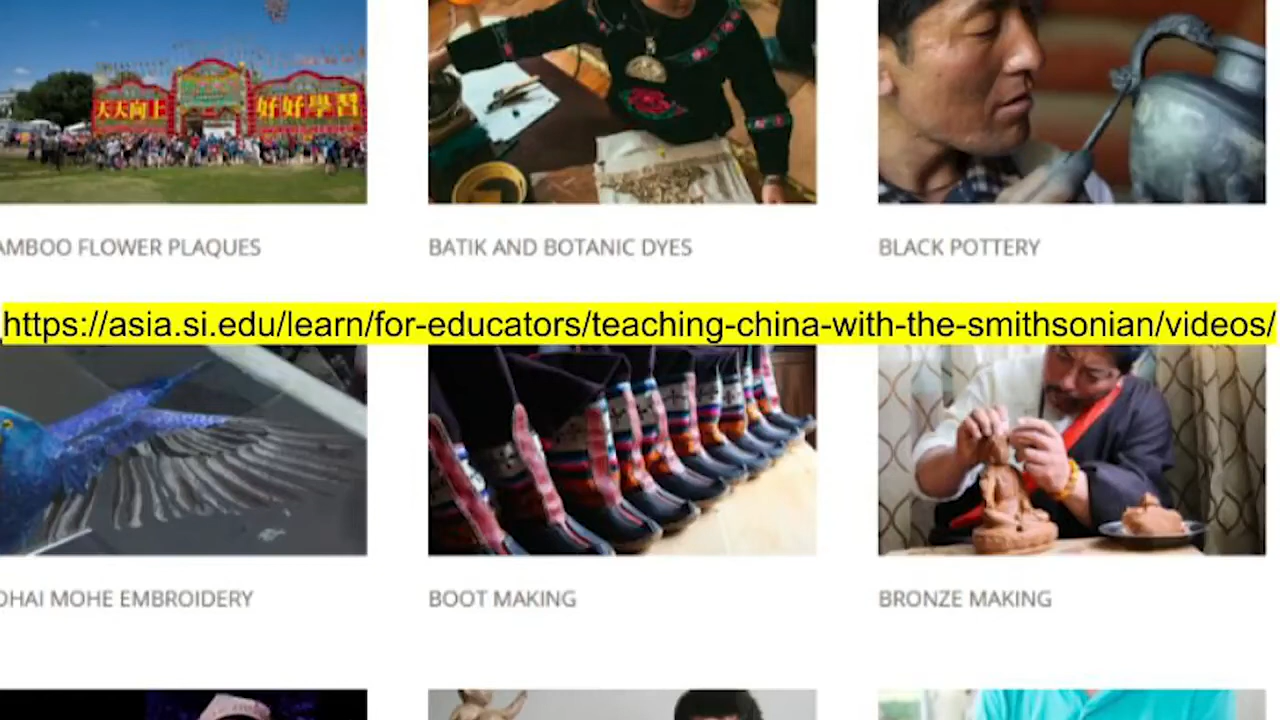 天天向上
好好學習
AMBOO FLOWER PLAQUES
BATIK AND BOTANIC DYES
BLACK POTTERY
https://asia.si.edu/learn/for-educators/teaching-china-with-the-smithsonian/videos/
OHAI MOHE EMBROIDERY
BOOT MAKING
BRONZE MAKING